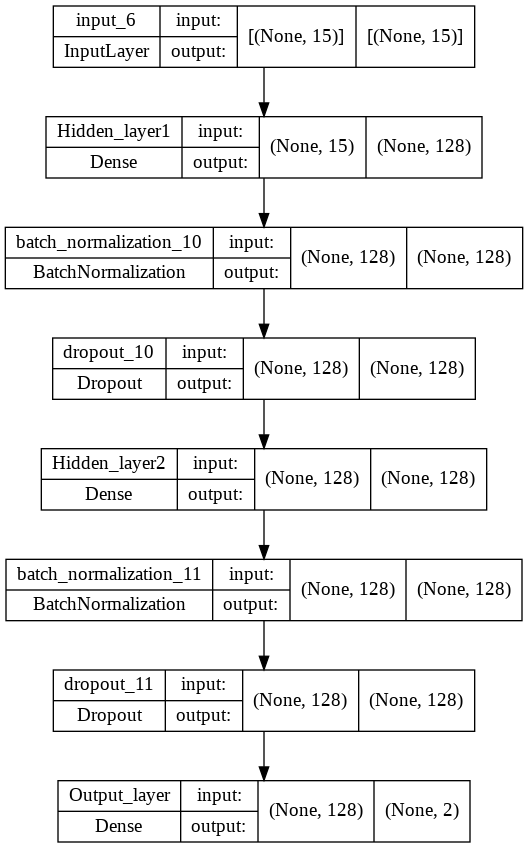 input_6 input: [(None, 15)] [(None, 15)]
InputLayer output:
Hidden_layer1 input: (None, 15) (None, 128)
Dense output:
batch_normalization_10 input: (None, 128) (None, 128)
BatchNormalization output:
dropout_10 input: (None, 128) (None, 128)
Dropout output:
Hidden_layer2 input: (None, 128) (None, 128)
Dense output:
batch_normalization_11 input: (None, 128) (None, 128)
BatchNormalization output:
dropout_11 input: (None, 128) (None, 128)
Dropout output:
Output_layer input: (None, 128) (None, 2)
Dense output: